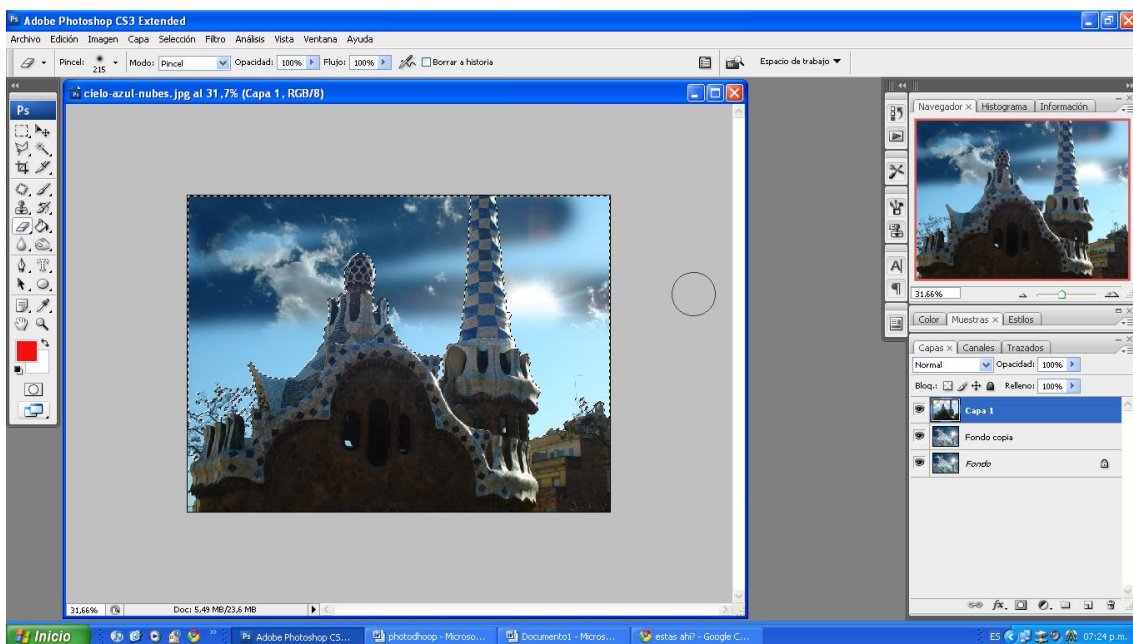 Ps Adobe Photoshop CS3 Extended
Archivo Edición Imagen Capa Selección Filtro Análisis Vista Ventana Ayuda
Pincel: 215 Modo: Pincel Opacidad: 100% Flujo: 100% Borrar a historia Espacio de trabajo
cielo-azul-nubes.jpg al 31,7% (Capa 1, RGB/8)
Ps
Navegador Histograma Información
31.66%
Color Muestras Estilos
Capas Canales Trazados
Normal Opacidad: 100%
Bloq.: Relleno: 100%
Capa 1
Fondo copia
Fondo
31,66% Doc: 5,49 MB/23,6 MB
Inicio Ps Adobe Photoshop CS... photodhoop - Microso... Documento1 - Micros... estas ahi? - Google C... ES 07:24 p.m.